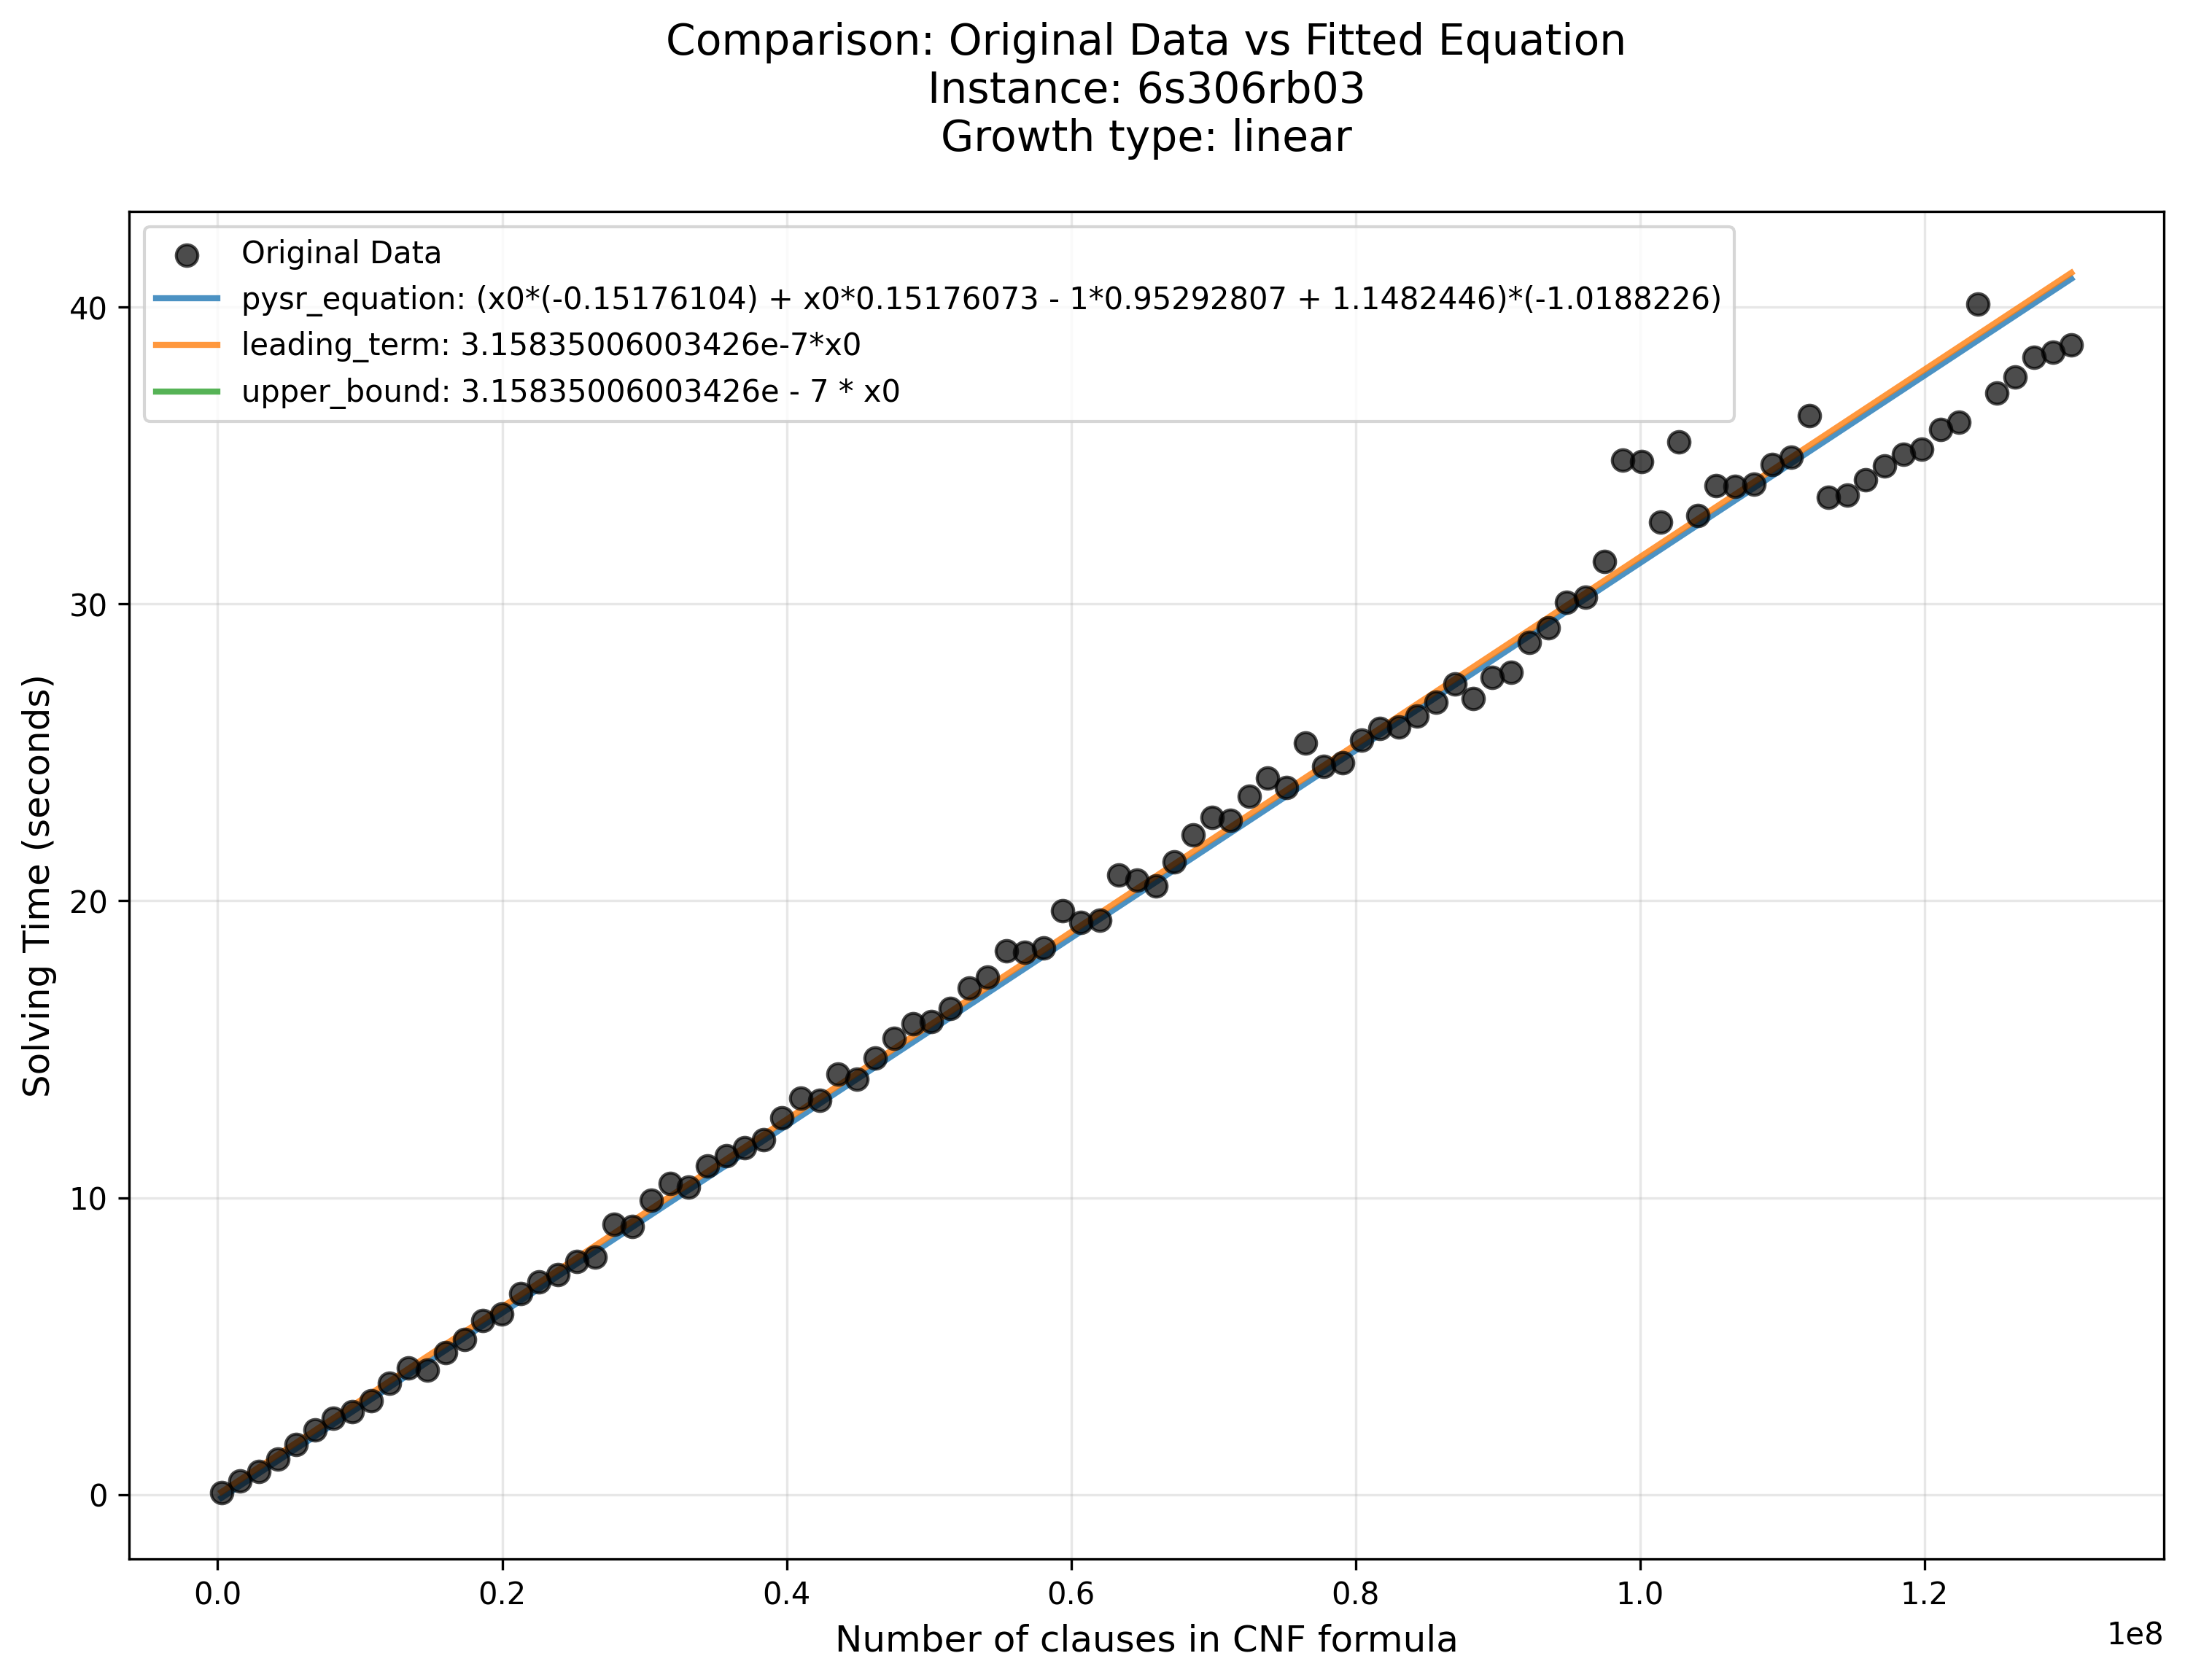 Comparison: Original Data vs Fitted Equation
Instance: 6s306rb03
Growth type: linear
Original Data
pysr_equation: (x0*(-0.15176104) + x0*0.15176073 - 1*0.95292807 + 1.1482446)*(-1.0188226)
leading_term: 3.15835006003426e-7*x0
upper_bound: 3.15835006003426e - 7 * x0
40
30
20
10
0
Solving Time (seconds)
0.0 0.2 0.4 0.6 0.8 1.0 1.2
1e8
Number of clauses in CNF formula